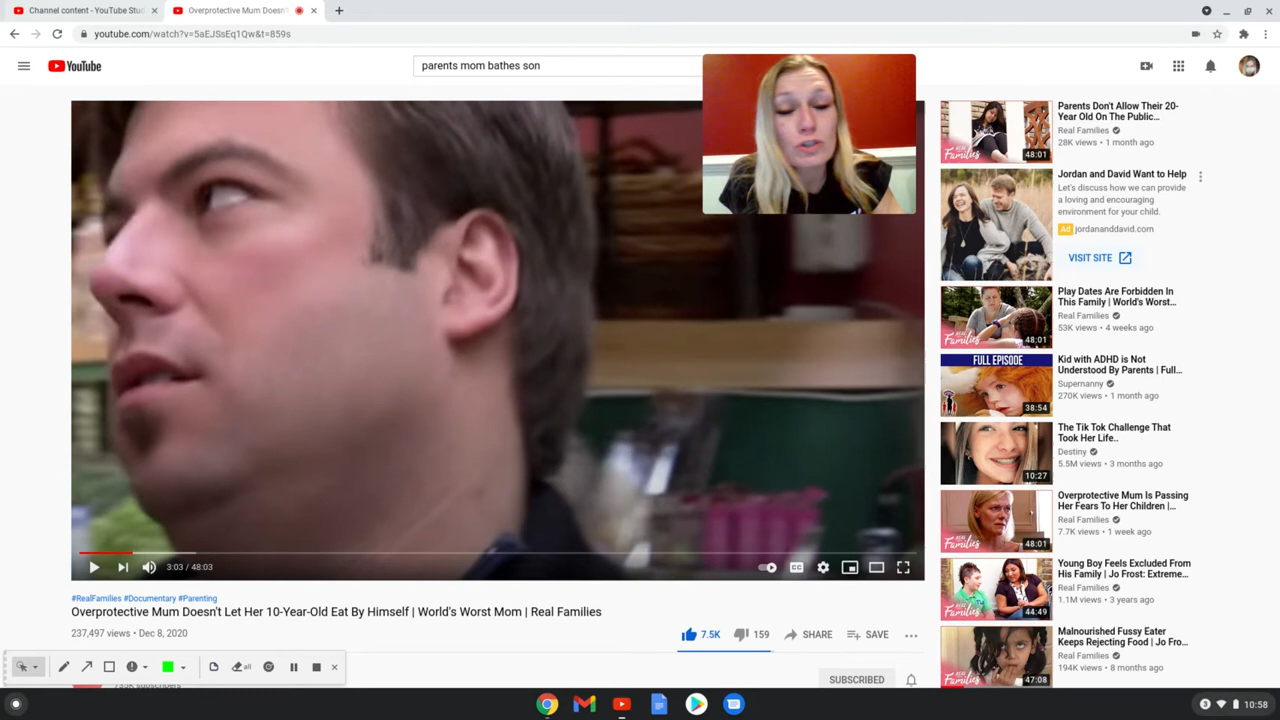 Channel content - YouTube Stu
Overprotective Mum Doesn'
youtube.com/watch?v=5aEJSsEq1Qw&t=859s
YouTube
parents mom bathes son
3:03 / 48:03
#RealFamilies #Documentary #Parenting
Overprotective Mum Doesn't Let Her 10-Year-Old Eat By Himself | World's Worst Mom | Real Families
237,497 views • Dec 8, 2020
7.5K
159
SHARE
SAVE
SUBSCRIBED
all
REAL FAMILIES
48:01
Parents Don't Allow Their 20-
Year Old On The Public...
Real Families
28K views • 1 month ago
Jordan and David Want to Help
Let's discuss how we can provide
a loving and encouraging
environment for your child.
Ad jordananddavid.com
VISIT SITE
REAL FAMILIES
48:01
Play Dates Are Forbidden In
This Family | World's Worst...
Real Families
53K views • 4 weeks ago
FULL EPISODE
38:54
Kid with ADHD is Not
Understood By Parents | Full...
Supernanny
270K views • 1 month ago
10:27
The Tik Tok Challenge That
Took Her Life..
Destiny
5.5M views • 3 months ago
REAL FAMILIES
48:01
Overprotective Mum Is Passing
Her Fears To Her Children |...
Real Families
7.7K views • 1 week ago
REAL FAMILIES
44:49
Young Boy Feels Excluded From
His Family | Jo Frost: Extreme...
Real Families
1.1M views • 3 years ago
47:08
Malnourished Fussy Eater
Keeps Rejecting Food | Jo Fro...
Real Families
194K views • 8 months ago
3
10:58